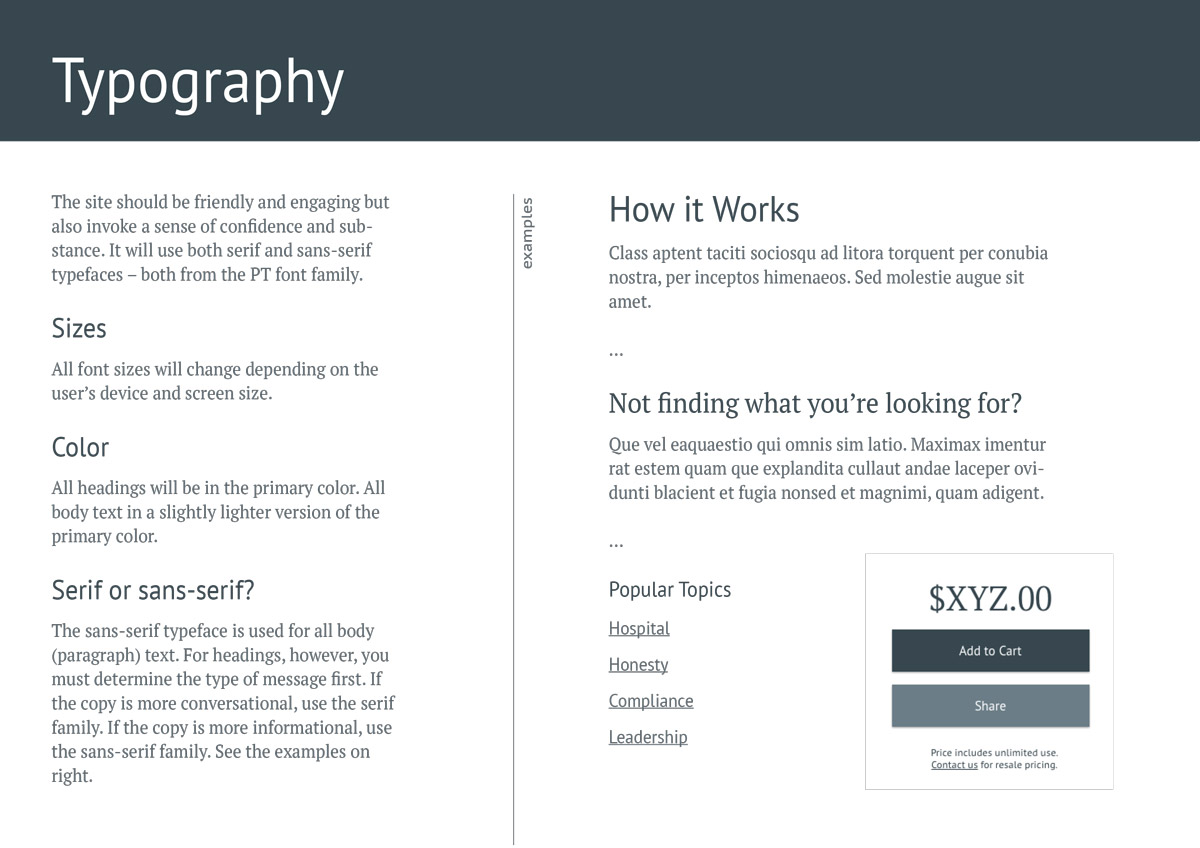 Typography
The site should be friendly and engaging but
also invoke a sense of confidence and sub-
stance. It will use both serif and sans-serif
typefaces – both from the PT font family.
Sizes
All font sizes will change depending on the
user’s device and screen size.
Color
All headings will be in the primary color. All
body text in a slightly lighter version of the
primary color.
Serif or sans-serif?
The sans-serif typeface is used for all body
(paragraph) text. For headings, however, you
must determine the type of message first. If
the copy is more conversational, use the serif
family. If the copy is more informational, use
the sans-serif family. See the examples on
right.
examples
How it Works
Class aptent taciti sociosqu ad litora torquent per conubia
nostra, per inceptos himenaeos. Sed molestie augue sit
amet.
...
Not finding what you’re looking for?
Que vel eaquaestio qui omnis sim latio. Maximax imentur
rat estem quam que explandita cullaut andae laceper ovi-
dunti blacient et fugia nonsed et magnimi, quam adigent.
...
Popular Topics
Hospital
Honesty
Compliance
Leadership
$XYZ.00
Add to Cart
Share
Price includes unlimited use.
Contact us for resale pricing.